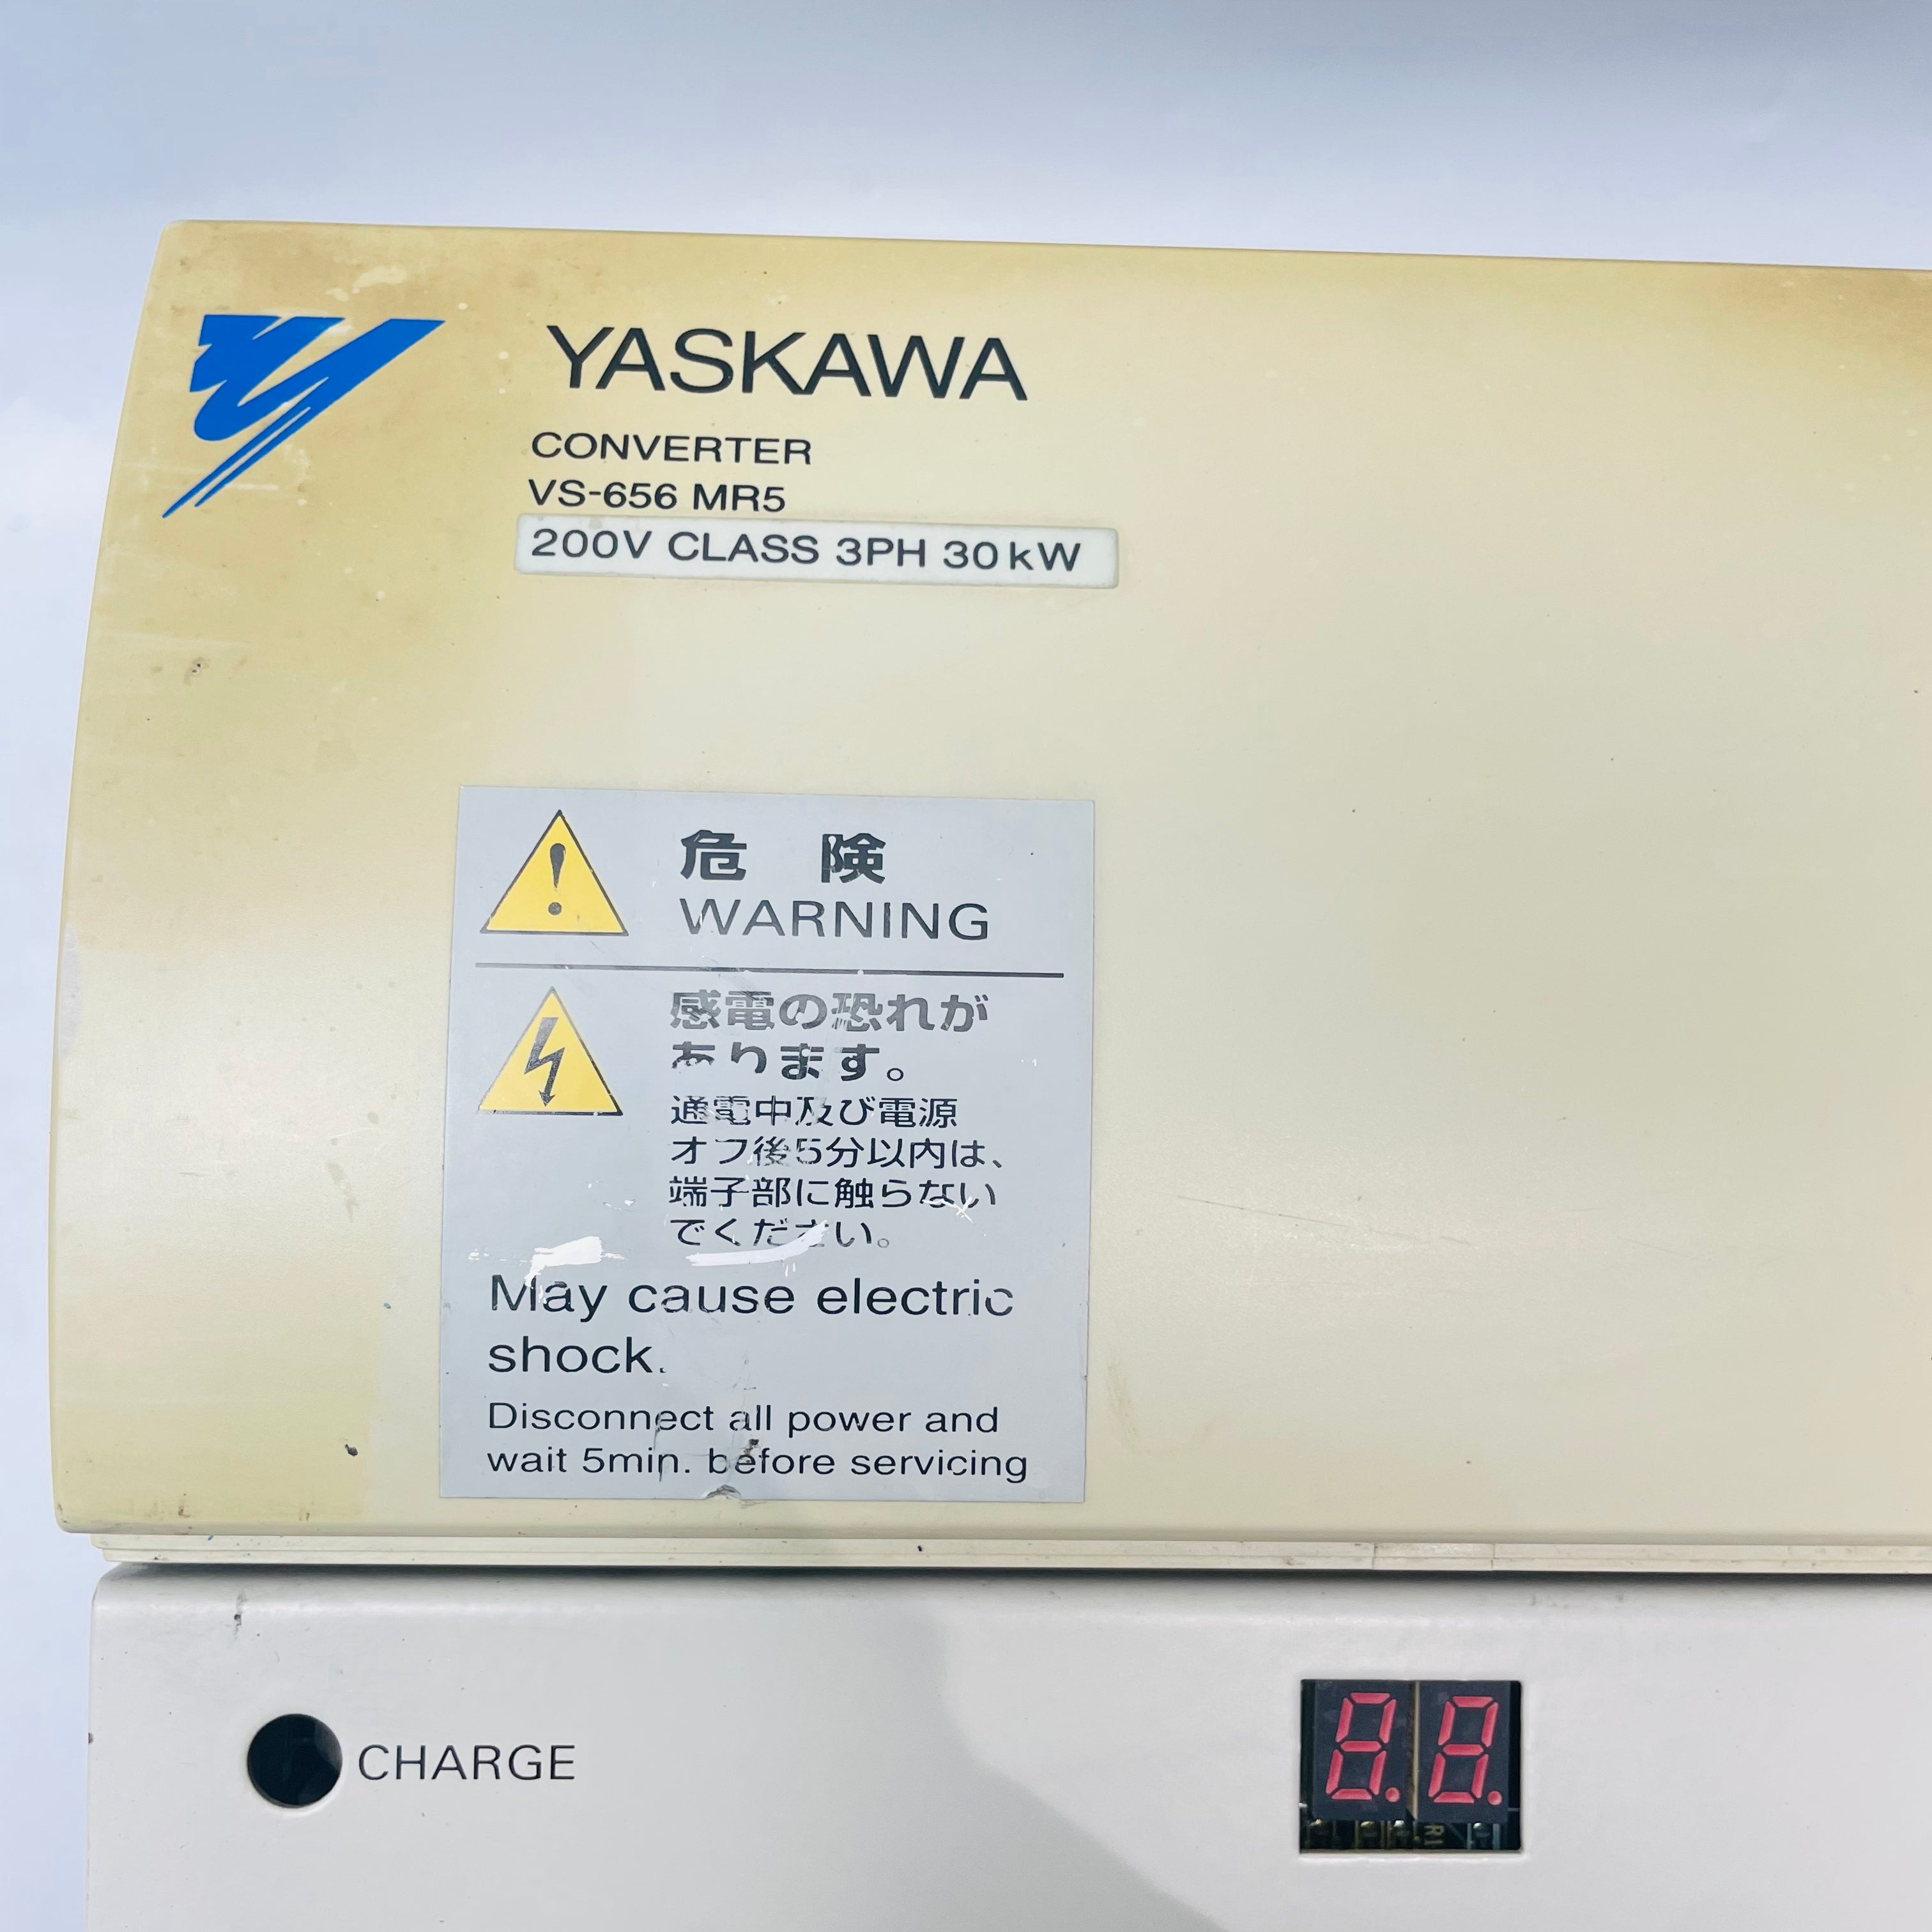 YASKAWA
CONVERTER
VS-656 MR5
200V CLASS 3PH 30kW
危 険
WARNING
感電の恐れが
あります。
通電中及び電源
オフ後5分以内は、
端子部に触らない
でください。
May cause electric
shock.
Disconnect all power and
wait 5min. before servicing
CHARGE
8.8.
R1